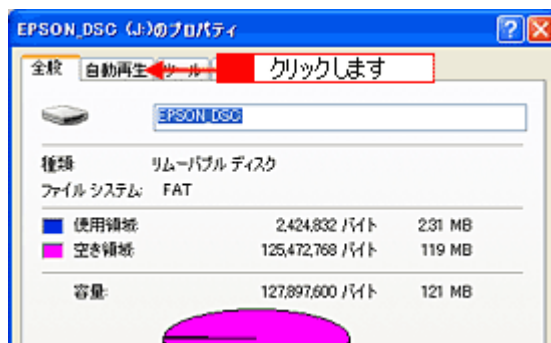 EPSON_DSC (J:)のプロパティ
全般 自動再生 ツール クリックします
EPSON_DSC
種類: リムーバブル ディスク
ファイル システム: FAT
使用領域: 2,424,832 バイト 2.31 MB
空き領域: 125,472,768 バイト 119 MB
容量: 127,897,600 バイト 121 MB